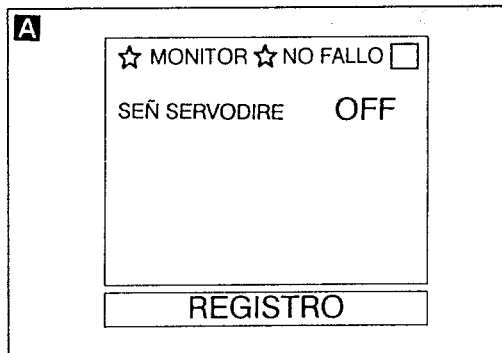 A
☆ MONITOR ☆ NO FALLO □
SEÑ SERVODIRE OFF
REGISTRO